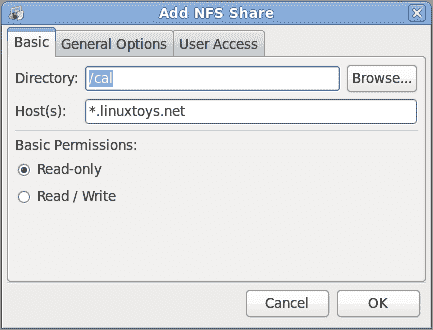 Add NFS Share
Basic General Options User Access
Directory: /cal Browse...
Host(s): *.linuxtoys.net
Basic Permissions:
Read-only
Read / Write
Cancel OK